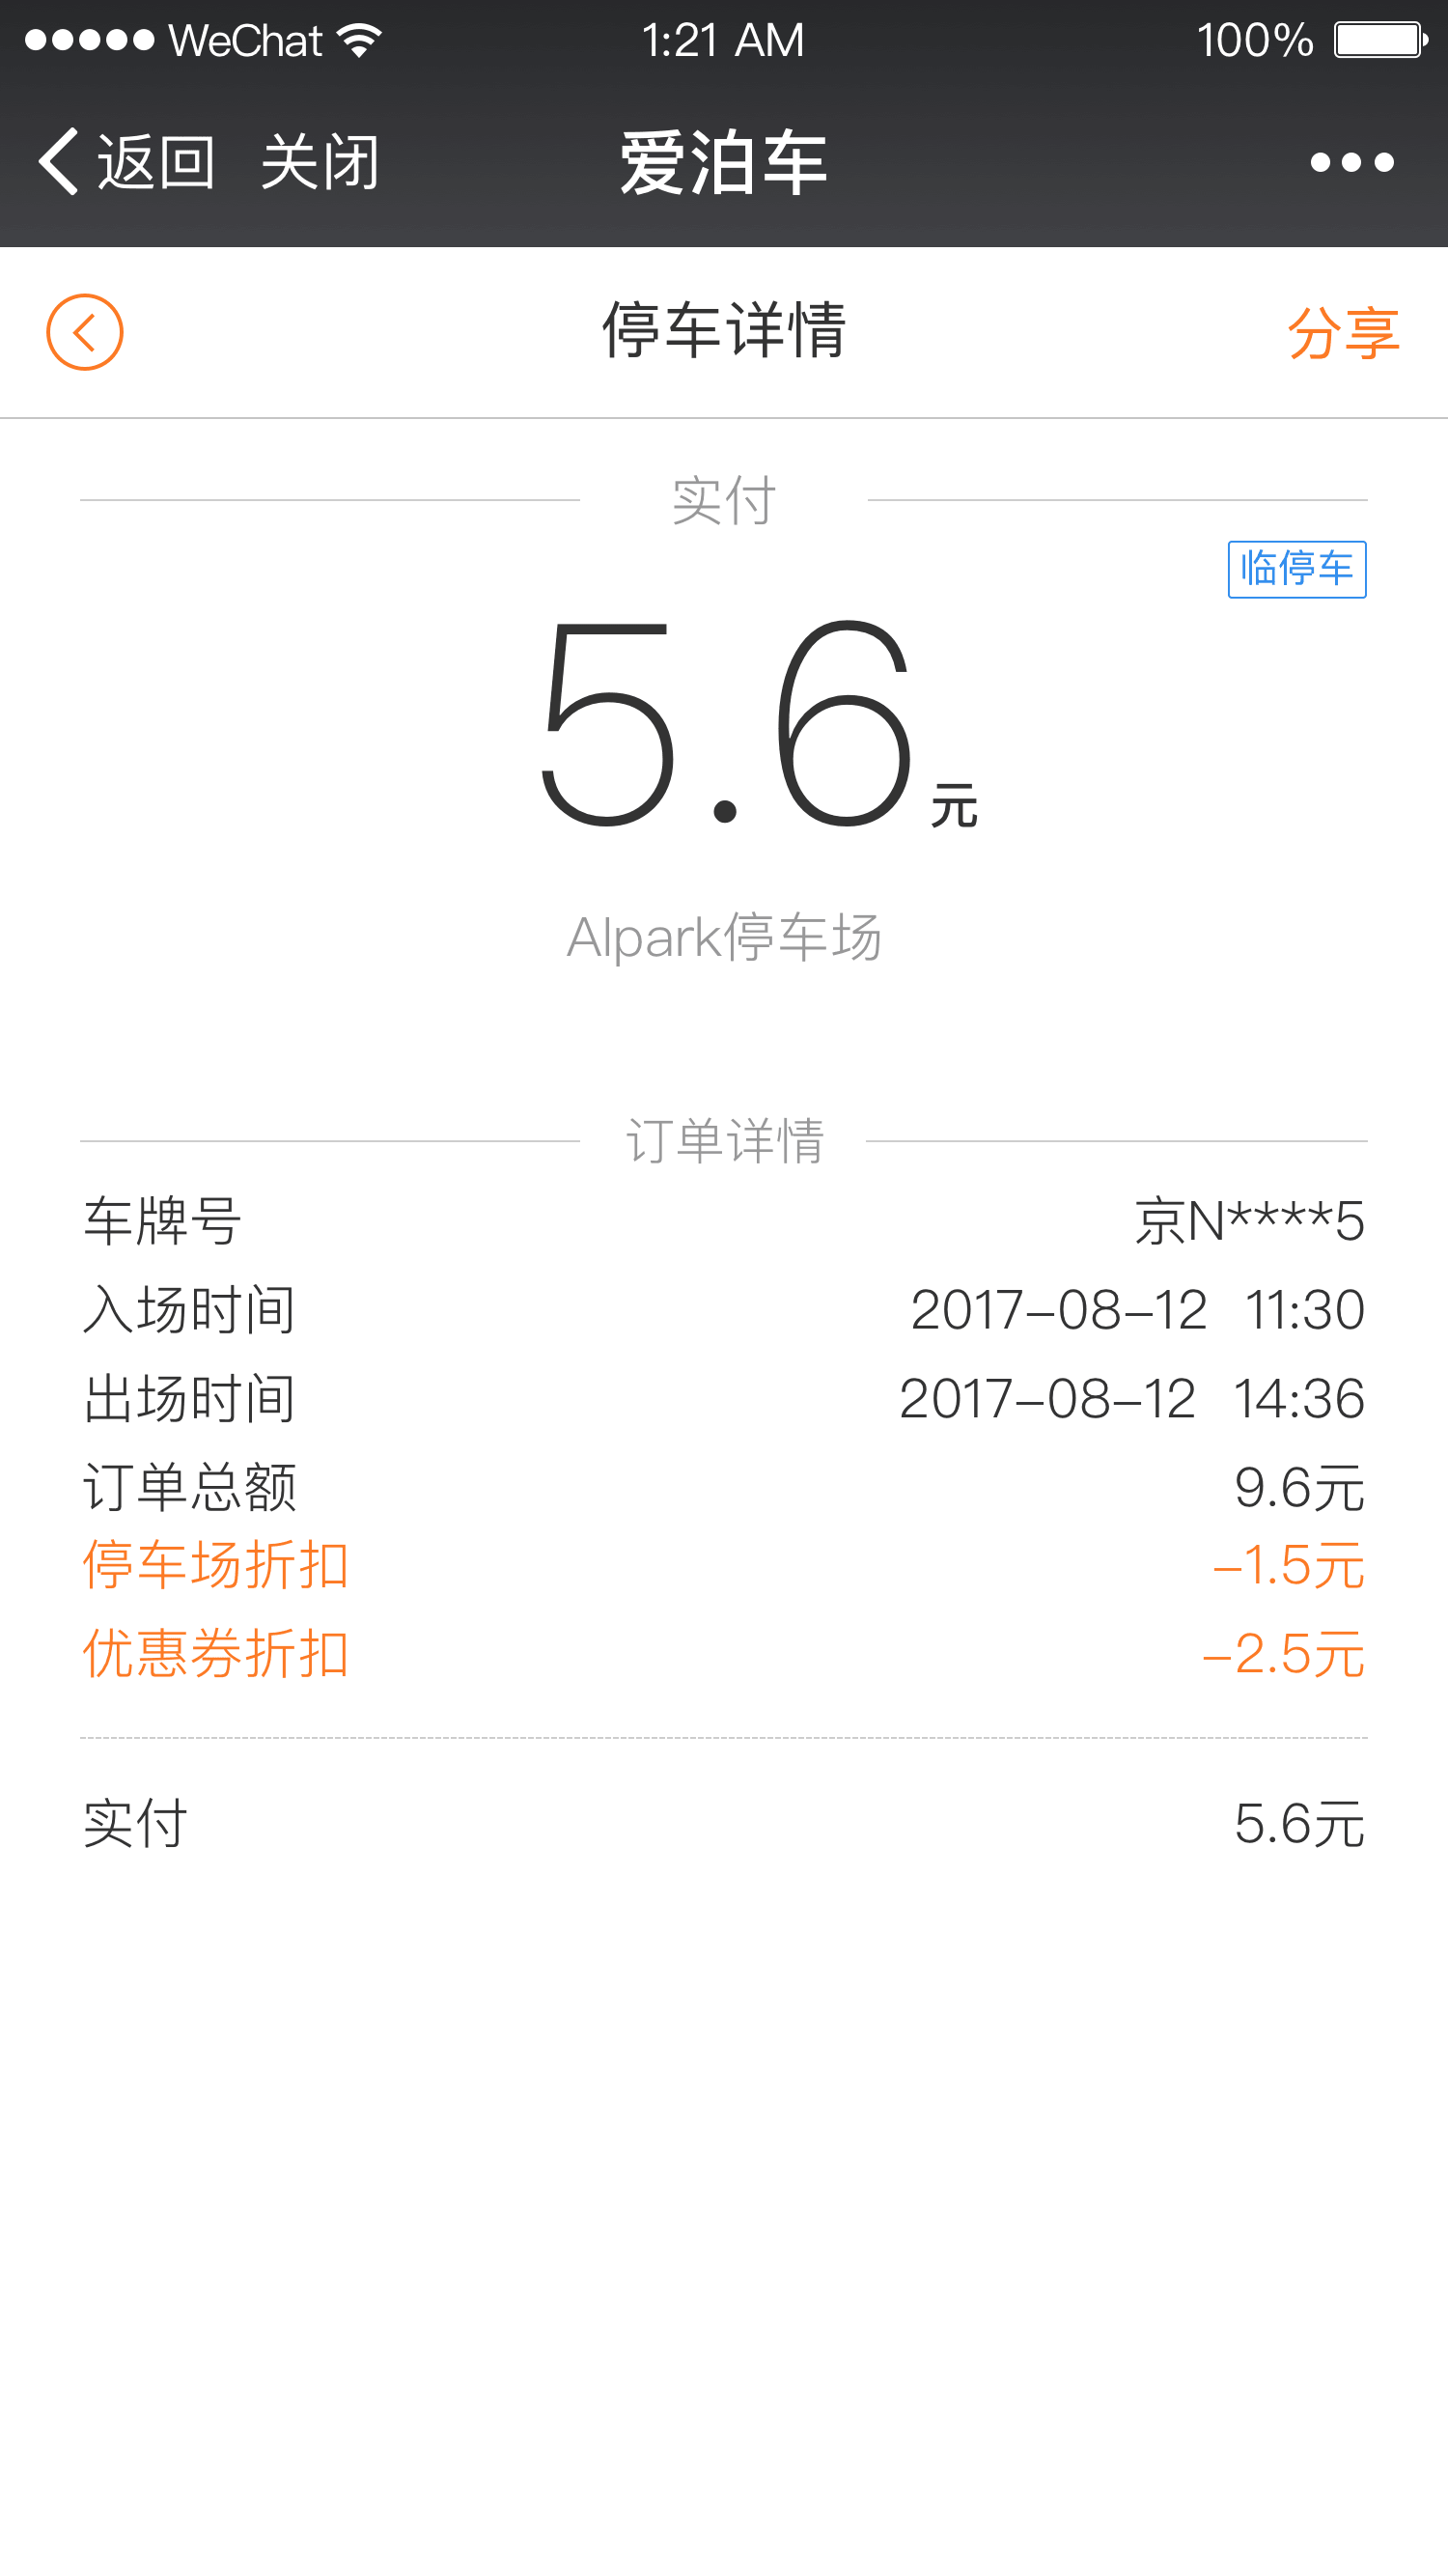 WeChat 1:21 AM 100%
返回 关闭 爱泊车
停车详情 分享
实付
临停车
5.6元
AIpark停车场
订单详情
车牌号 京N****5
入场时间 2017-08-12 11:30
出场时间 2017-08-12 14:36
订单总额 9.6元
停车场折扣 -1.5元
优惠券折扣 -2.5元
实付 5.6元